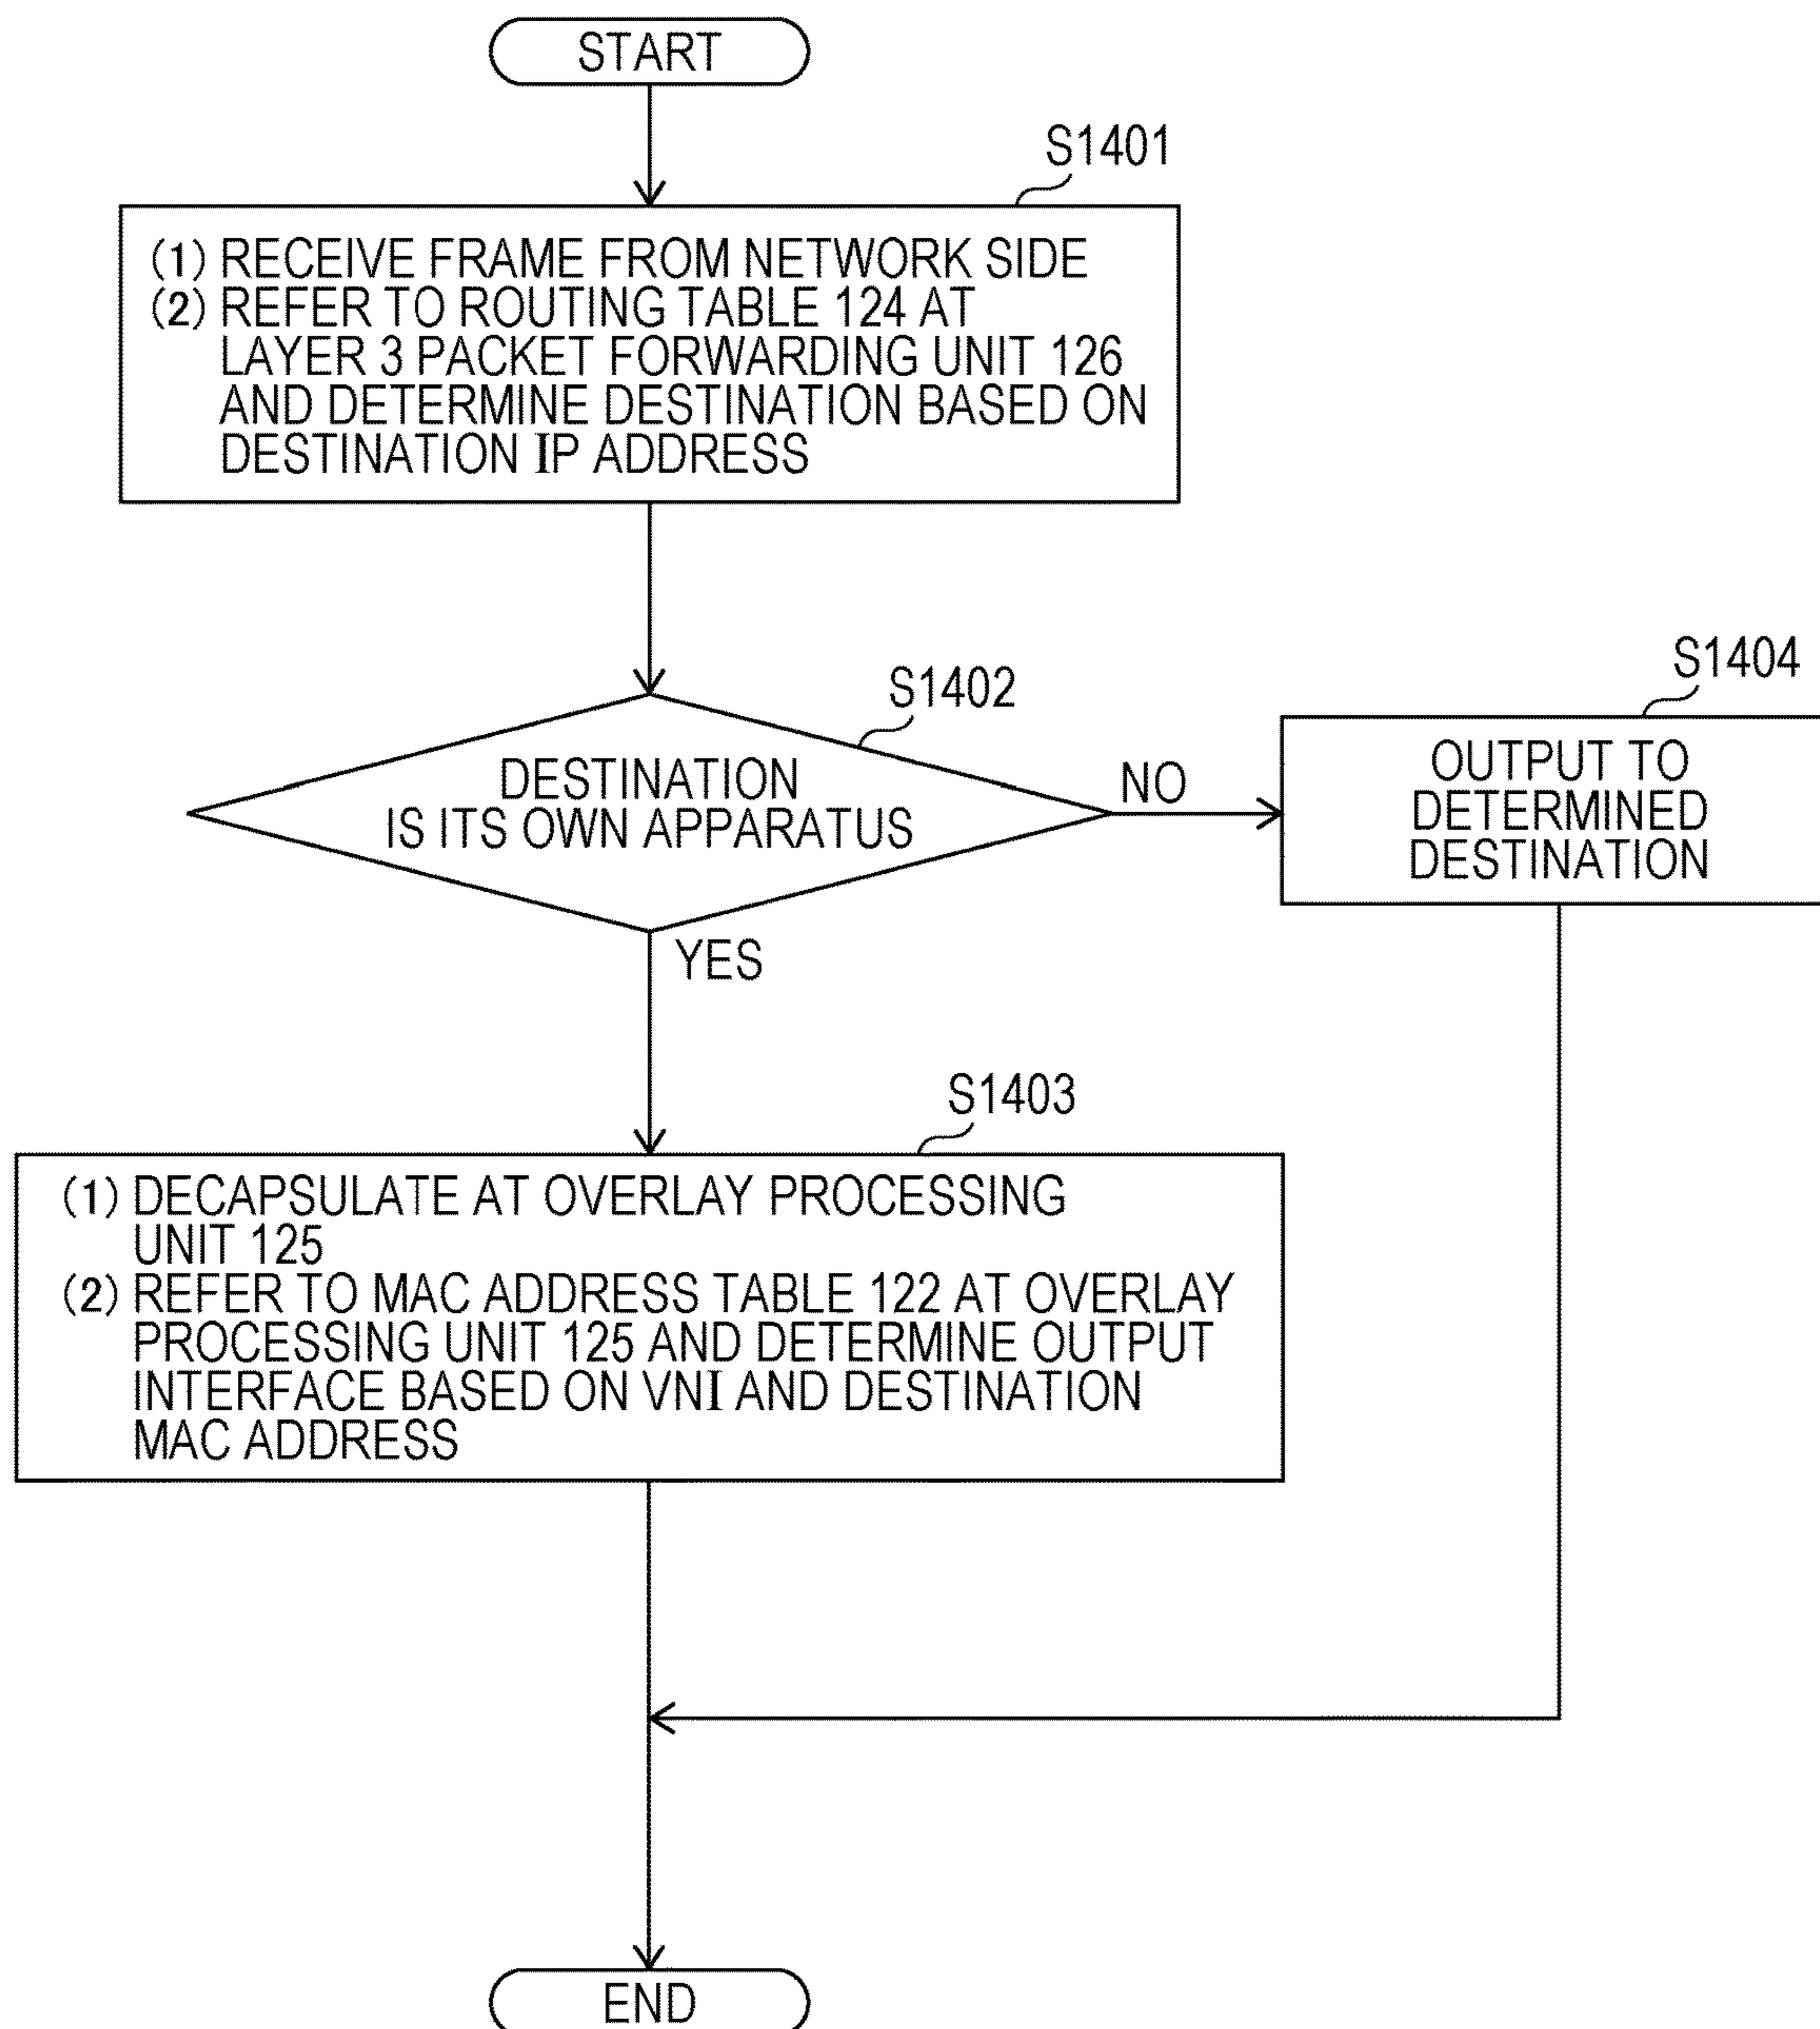 START
S1401
(1) RECEIVE FRAME FROM NETWORK SIDE
(2) REFER TO ROUTING TABLE 124 AT
LAYER 3 PACKET FORWARDING UNIT 126
AND DETERMINE DESTINATION BASED ON
DESTINATION IP ADDRESS
S1402
DESTINATION
IS ITS OWN APPARATUS
NO
S1404
OUTPUT TO
DETERMINED
DESTINATION
YES
S1403
(1) DECAPSULATE AT OVERLAY PROCESSING
UNIT 125
(2) REFER TO MAC ADDRESS TABLE 122 AT OVERLAY
PROCESSING UNIT 125 AND DETERMINE OUTPUT
INTERFACE BASED ON VNI AND DESTINATION
MAC ADDRESS
END